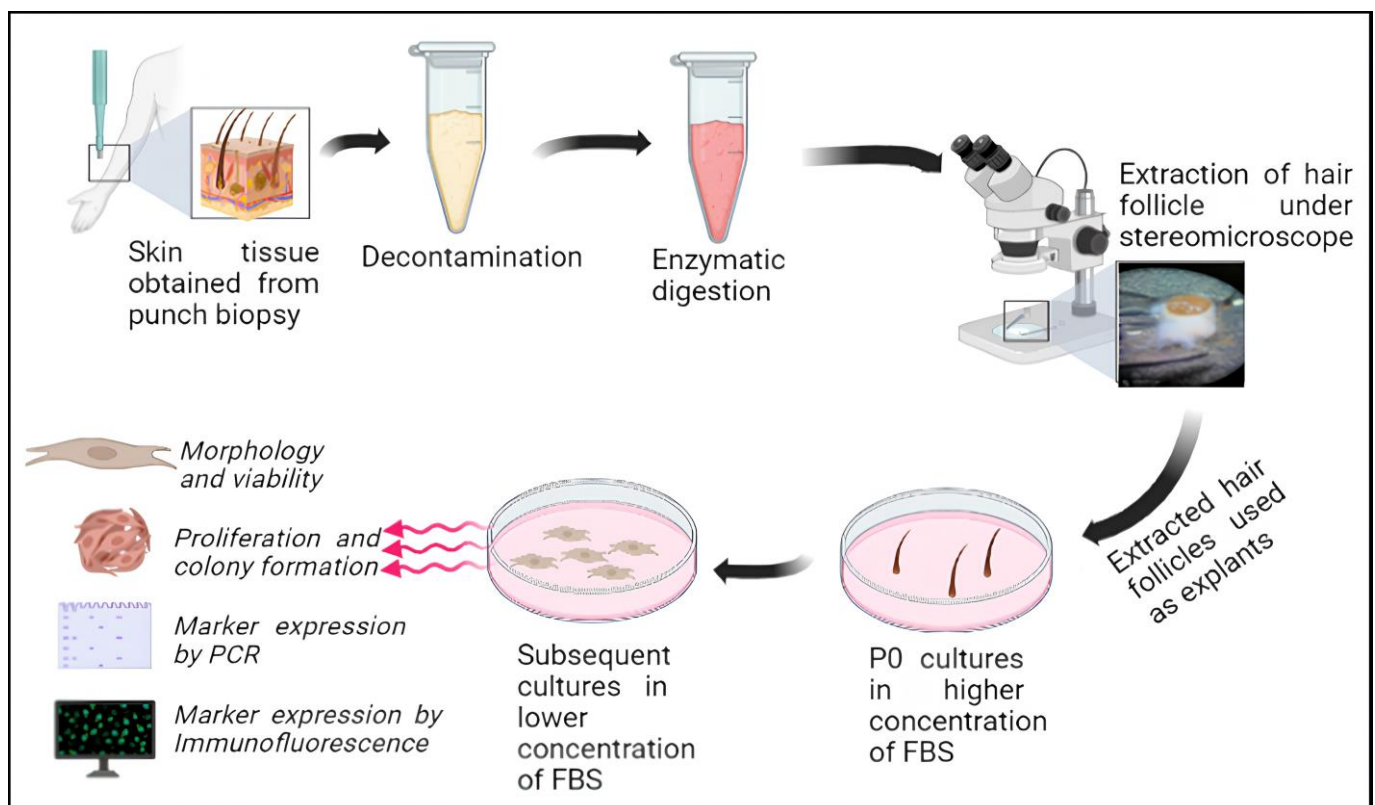 Skin tissue
obtained from
punch biopsy
Decontamination
Enzymatic
digestion
Extraction of hair
follicle under
stereomicroscope
Extracted hair
follicles used
as explants
P0 cultures
in higher
concentration
of FBS
Subsequent
cultures in
lower
concentration
of FBS
Morphology
and viability
Proliferation and
colony formation
Marker expression
by PCR
Marker expression by
Immunofluorescence